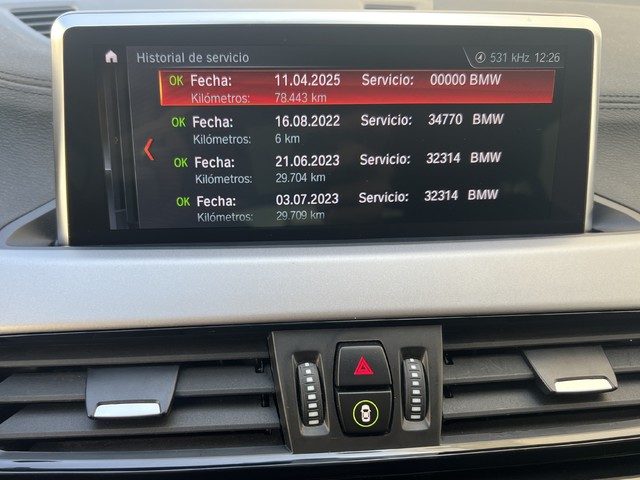 Historial de servicio 531 kHz 12:26
OK Fecha: 11.04.2025 Servicio: 00000 BMW
Kilómetros: 78.443 km
OK Fecha: 16.08.2022 Servicio: 34770 BMW
Kilómetros: 6 km
OK Fecha: 21.06.2023 Servicio: 32314 BMW
Kilómetros: 29.704 km
OK Fecha: 03.07.2023 Servicio: 32314 BMW
Kilómetros: 29.709 km